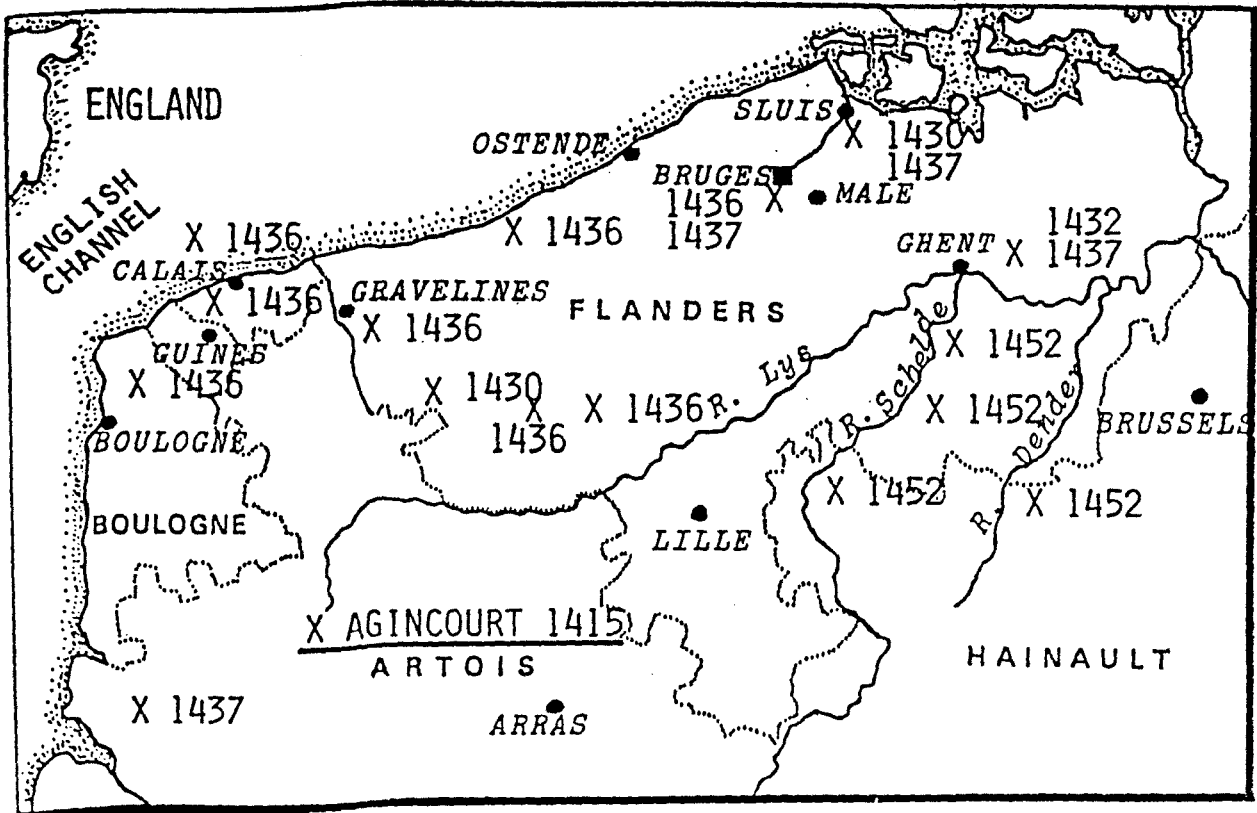 ENGLAND
ENGLISH
CHANNEL
OSTENDE
SLUIS
X 1430
1437
BRUGES
1436 X
1437
MALE
X 1436
X 1436
1432
GHENT X 1437
CALAIS
X 1436
GRAVELINES
X 1436
FLANDERS
GUINES
X 1436
BOULOGNE
X 1430
X
1436
X 1436
R. Lys
R. Schelde
X 1452
X 1452
R. Dender
BRUSSELS
X 1452
X 1452
BOULOGNE
LILLE
X AGINCOURT 1415
ARTOIS
HAINAULT
X 1437
ARRAS